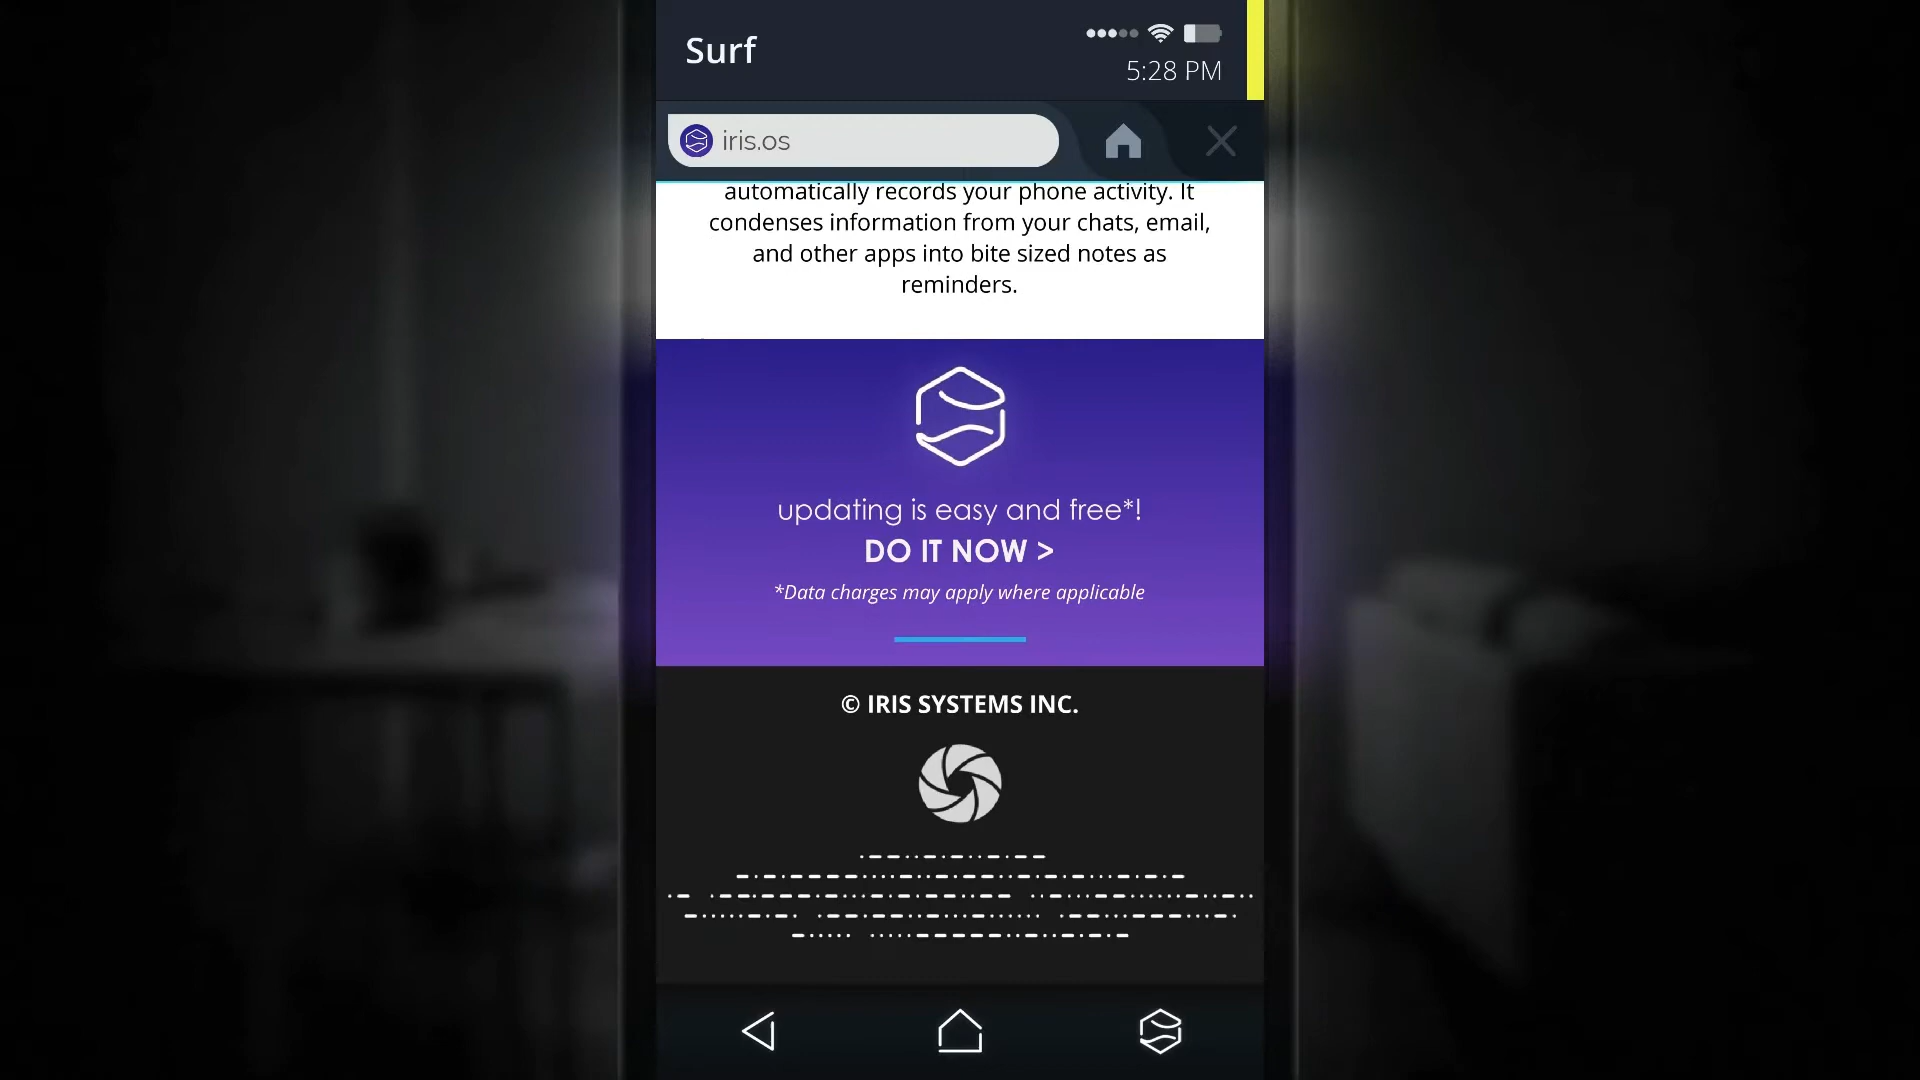 Surf
5:28 PM
iris.os
automatically records your phone activity. It
condenses information from your chats, email,
and other apps into bite sized notes as
reminders.
updating is easy and free*!
DO IT NOW >
*Data charges may apply where applicable
© IRIS SYSTEMS INC.